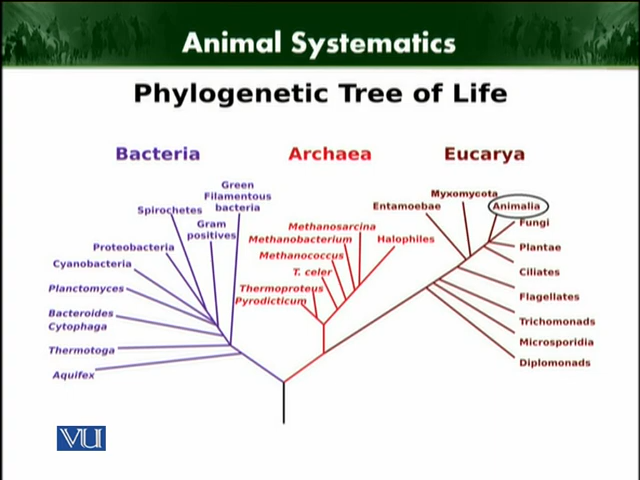 Animal Systematics
Phylogenetic Tree of Life
Bacteria
Archaea
Eucarya
Green
Filamentous
bacteria
Spirochetes
Gram
positives
Proteobacteria
Cyanobacteria
Planctomyces
Bacteroides
Cytophaga
Thermotoga
Aquifex
Methanosarcina
Methanobacterium
Halophiles
Methanococcus
T. celer
Thermoproteus
Pyrodicticum
Entamoebae
Myxomycota
Animalia
Fungi
Plantae
Ciliates
Flagellates
Trichomonads
Microsporidia
Diplomonads
VU